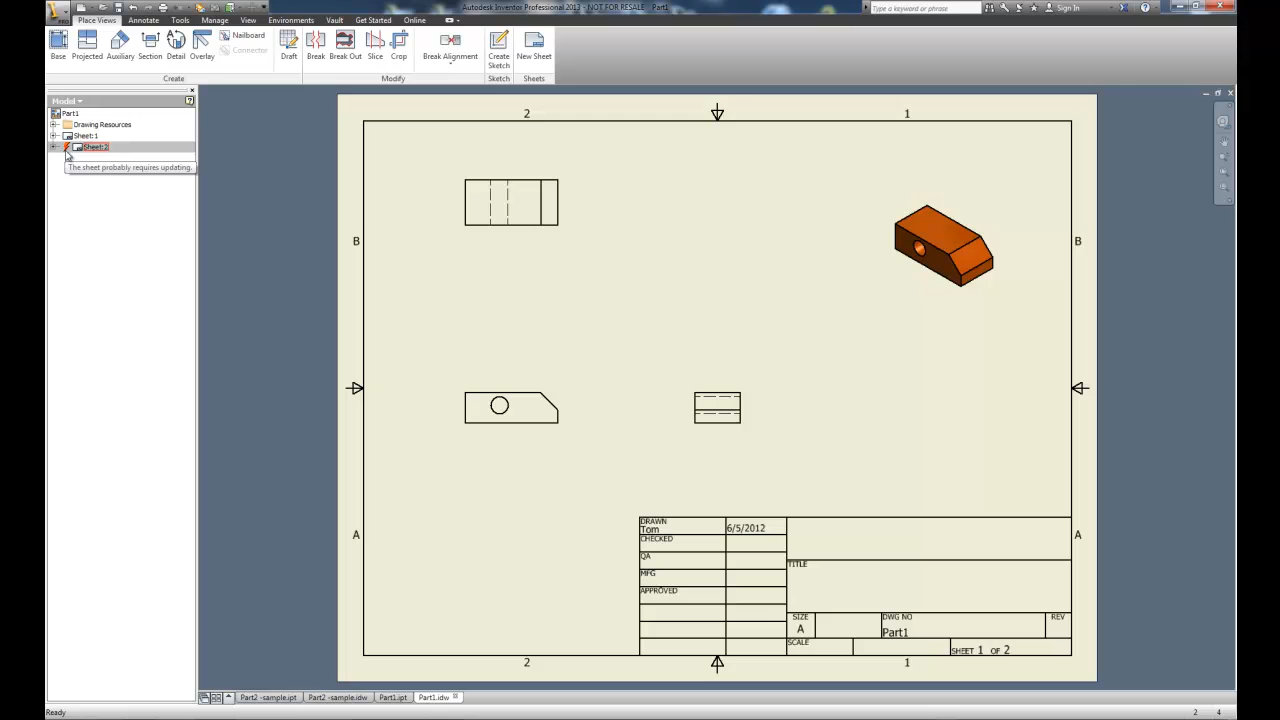 Autodesk Inventor Professional 2013 - NOT FOR RESALE  Part1
Type a keyword or phrase
Sign In
PRO
Place Views Annotate Tools Manage View Environments Vault Get Started Online
Base Projected Auxiliary Section Detail Overlay
Nailboard
Connector
Draft Break Break Out Slice Crop Break Alignment
Create Sketch
New Sheet
Create Modify Sketch Sheets
Model
Part1
Drawing Resources
Sheet:1
Sheet:2
The sheet probably requires updating.
2 1
B B
A A
DRAWN
Tom 6/5/2012
CHECKED
QA
MFG
APPROVED
TITLE
SIZE
A
DWG NO
Part1
REV
SCALE
SHEET 1 OF 2
2 1
Part2 -sample.ipt Part2 -sample.idw Part1.ipt Part1.idw
Ready 2 4